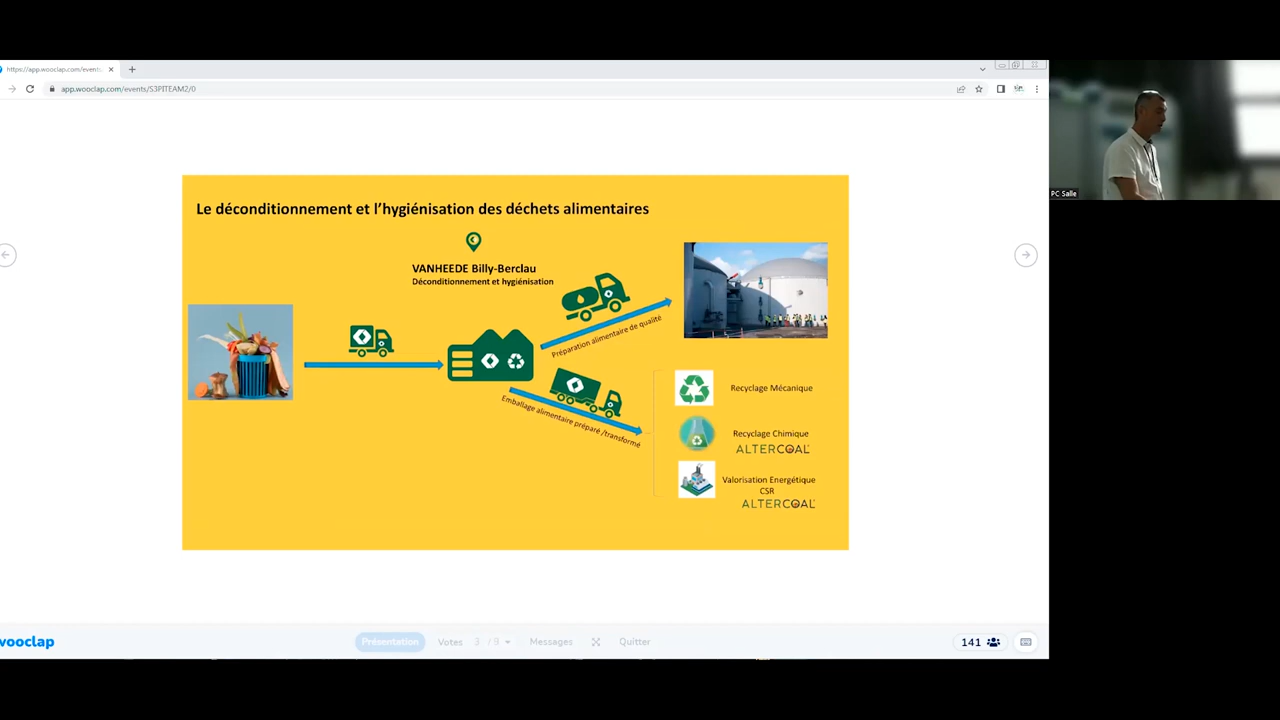 https://app.wooclap.com/events
app.wooclap.com/events/S3PITEAM2/0
PC Salle
Le déconditionnement et l'hygiénisation des déchets alimentaires
VANHEEDE Billy-Berclau
Déconditionnement et hygiénisation
Préparation alimentaire de qualité
Emballage alimentaire préparé /transformé
Recyclage Mécanique
Recyclage Chimique
ALTERCOAL
Valorisation Energétique
CSR
ALTERCOAL
wooclap
Présentation
Votes 3 / 9
Messages
Quitter
141